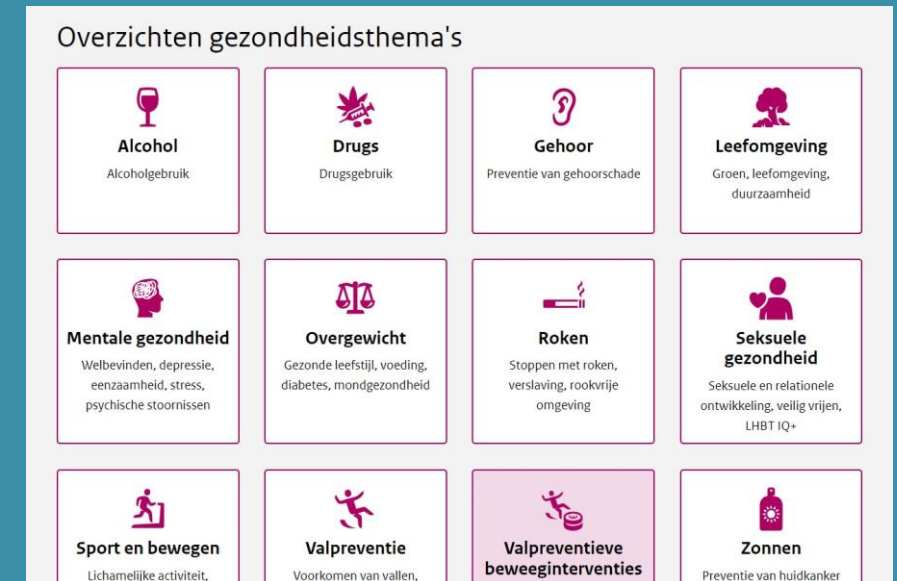 Overzichten gezondheidsthema's
Alcohol
Alcoholgebruik
Drugs
Drugsgebruik
Gehoor
Preventie van gehoorschade
Leefomgeving
Groen, leefomgeving,
duurzaamheid
Mentale gezondheid
Welbevinden, depressie,
eenzaamheid, stress,
psychische stoornissen
Overgewicht
Gezonde leefstijl, voeding,
diabetes, mondgezondheid
Roken
Stoppen met roken,
verslaving, rookvrije
omgeving
Seksuele
gezondheid
Seksuele en relationele
ontwikkeling, veilig vrijen,
LHBT IQ+
Sport en bewegen
Lichamelijke activiteit,
Valpreventie
Voorkomen van vallen,
Valpreventieve
beweeginterventies
Zonnen
Preventie van huidkanker